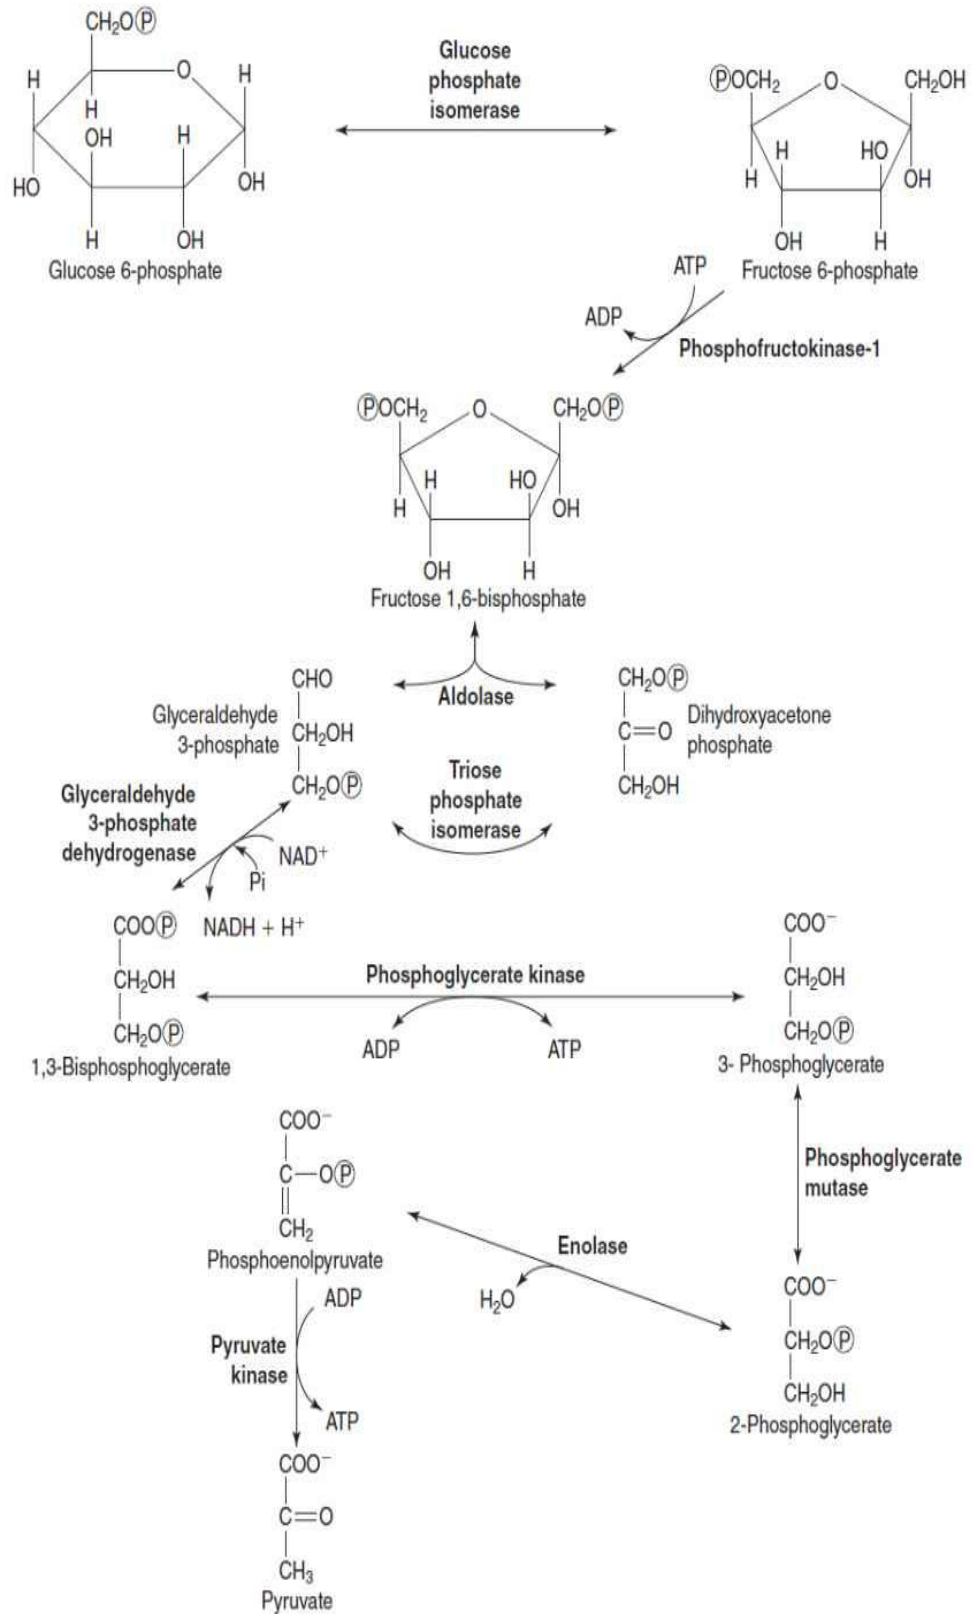 CH₂OⓅ
H
O
H
H
OH
H
HO
OH
H
OH
Glucose 6-phosphate
Glucose
phosphate
isomerase
ⓅOCH₂
O
CH₂OH
H
HO
H
OH
OH
H
Fructose 6-phosphate
ATP
ADP
Phosphofructokinase-1
ⓅOCH₂
O
CH₂OⓅ
H
HO
H
OH
OH
H
Fructose 1,6-bisphosphate
Aldolase
CHO
Glyceraldehyde
3-phosphate
CH₂OH
CH₂OⓅ
CH₂OⓅ
C=O
Dihydroxyacetone
phosphate
CH₂OH
Triose
phosphate
isomerase
Glyceraldehyde
3-phosphate
dehydrogenase
NAD⁺
Pi
NADH + H⁺
COOⓅ
CH₂OH
CH₂OⓅ
1,3-Bisphosphoglycerate
Phosphoglycerate kinase
ADP
ATP
COO⁻
CH₂OH
CH₂OⓅ
3- Phosphoglycerate
Phosphoglycerate
mutase
COO⁻
CH₂OⓅ
CH₂OH
2-Phosphoglycerate
Enolase
H₂O
COO⁻
C—OⓅ
CH₂
Phosphoenolpyruvate
ADP
Pyruvate
kinase
ATP
COO⁻
C=O
CH₃
Pyruvate